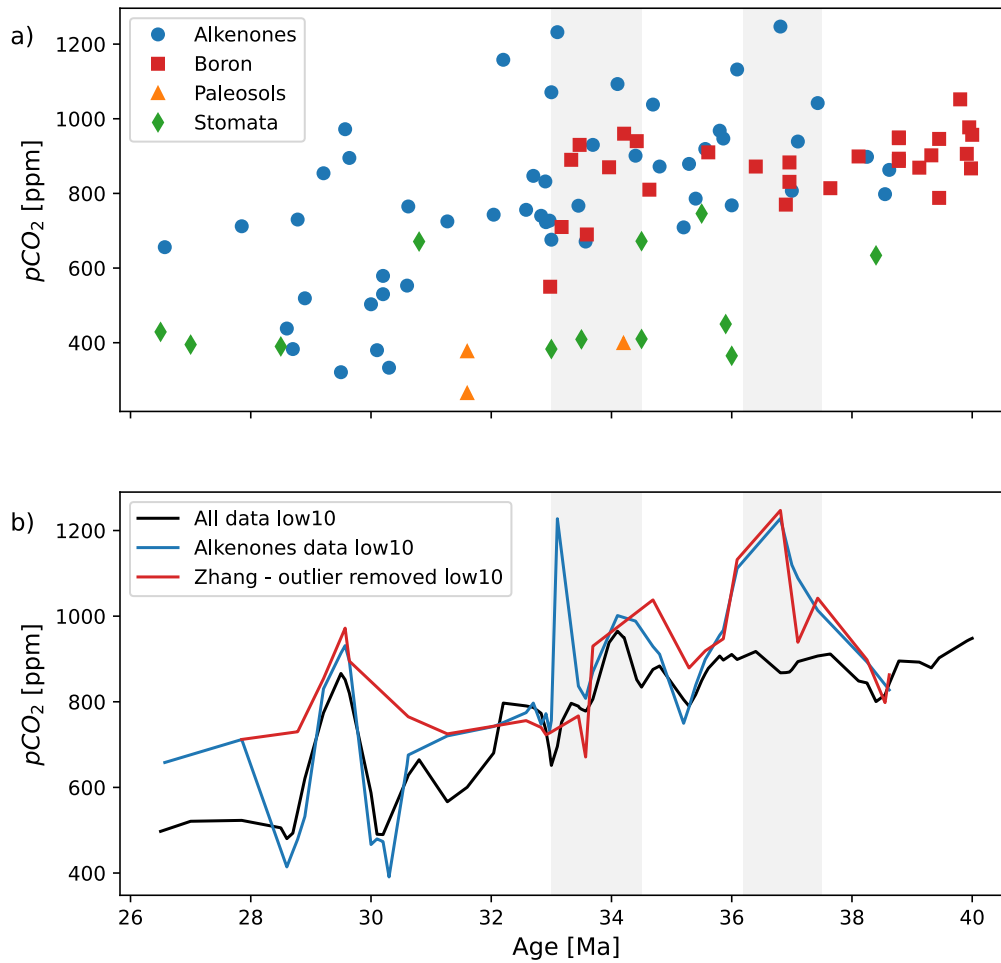 a)
Alkenones
Boron
Paleosols
Stomata
1200
1000
800
600
400
pCO2 [ppm]
b)
All data low10
Alkenones data low10
Zhang - outlier removed low10
1200
1000
800
600
400
pCO2 [ppm]
26 28 30 32 34 36 38 40
Age [Ma]